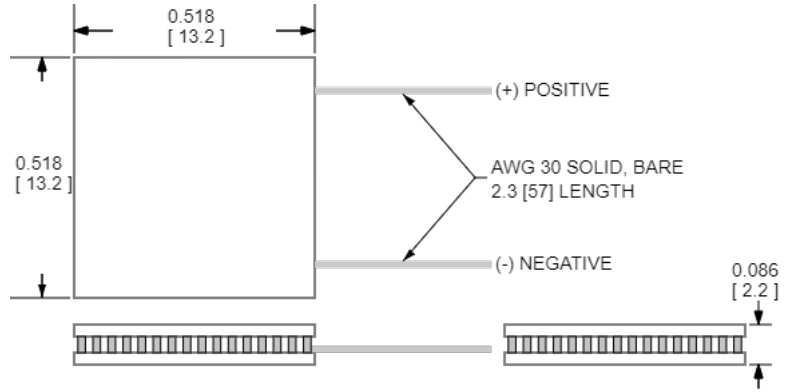 0.518
[ 13.2 ]
(+) POSITIVE
0.518
[ 13.2 ]
AWG 30 SOLID, BARE
2.3 [57] LENGTH
(-) NEGATIVE
0.086
[ 2.2 ]